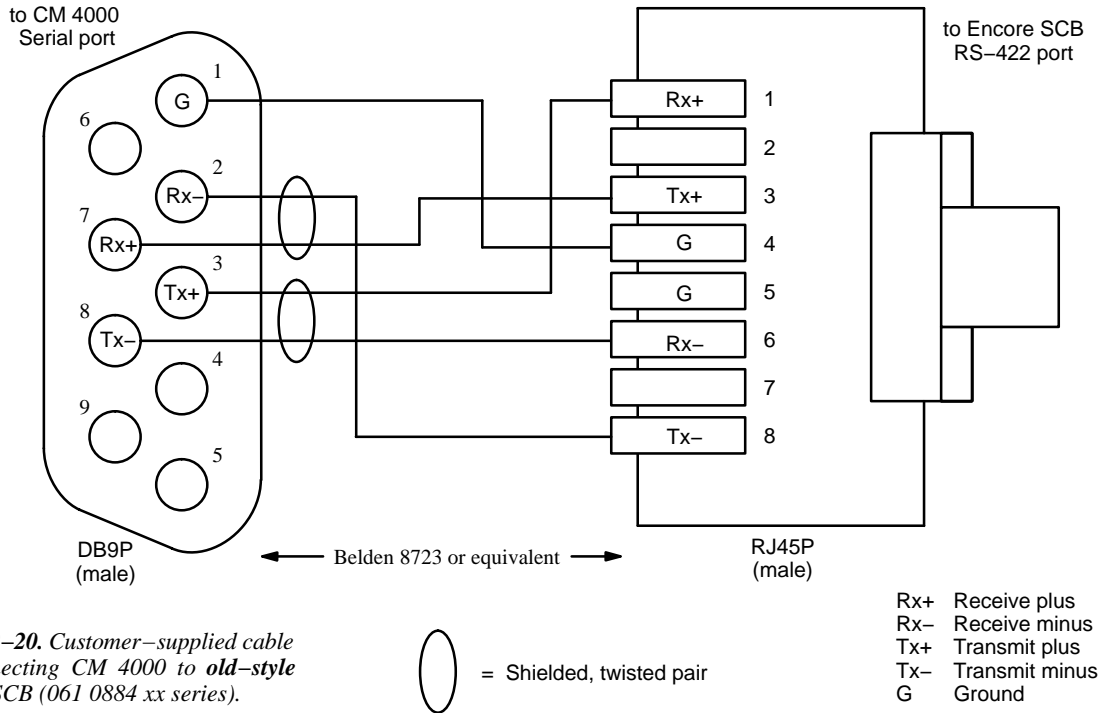 to CM 4000
Serial port
to Encore SCB
RS−422 port
1
G
6
2
Rx−
7
Rx+
3
Tx+
8
Tx−
4
9
5
Rx+ 1
2
Tx+ 3
G 4
G 5
Rx− 6
7
Tx− 8
DB9P
(male)
Belden 8723 or equivalent
RJ45P
(male)
−20. Customer−supplied cable
ecting CM 4000 to old−style
SCB (061 0884 xx series).
= Shielded, twisted pair
Rx+ Receive plus
Rx− Receive minus
Tx+ Transmit plus
Tx− Transmit minus
G Ground